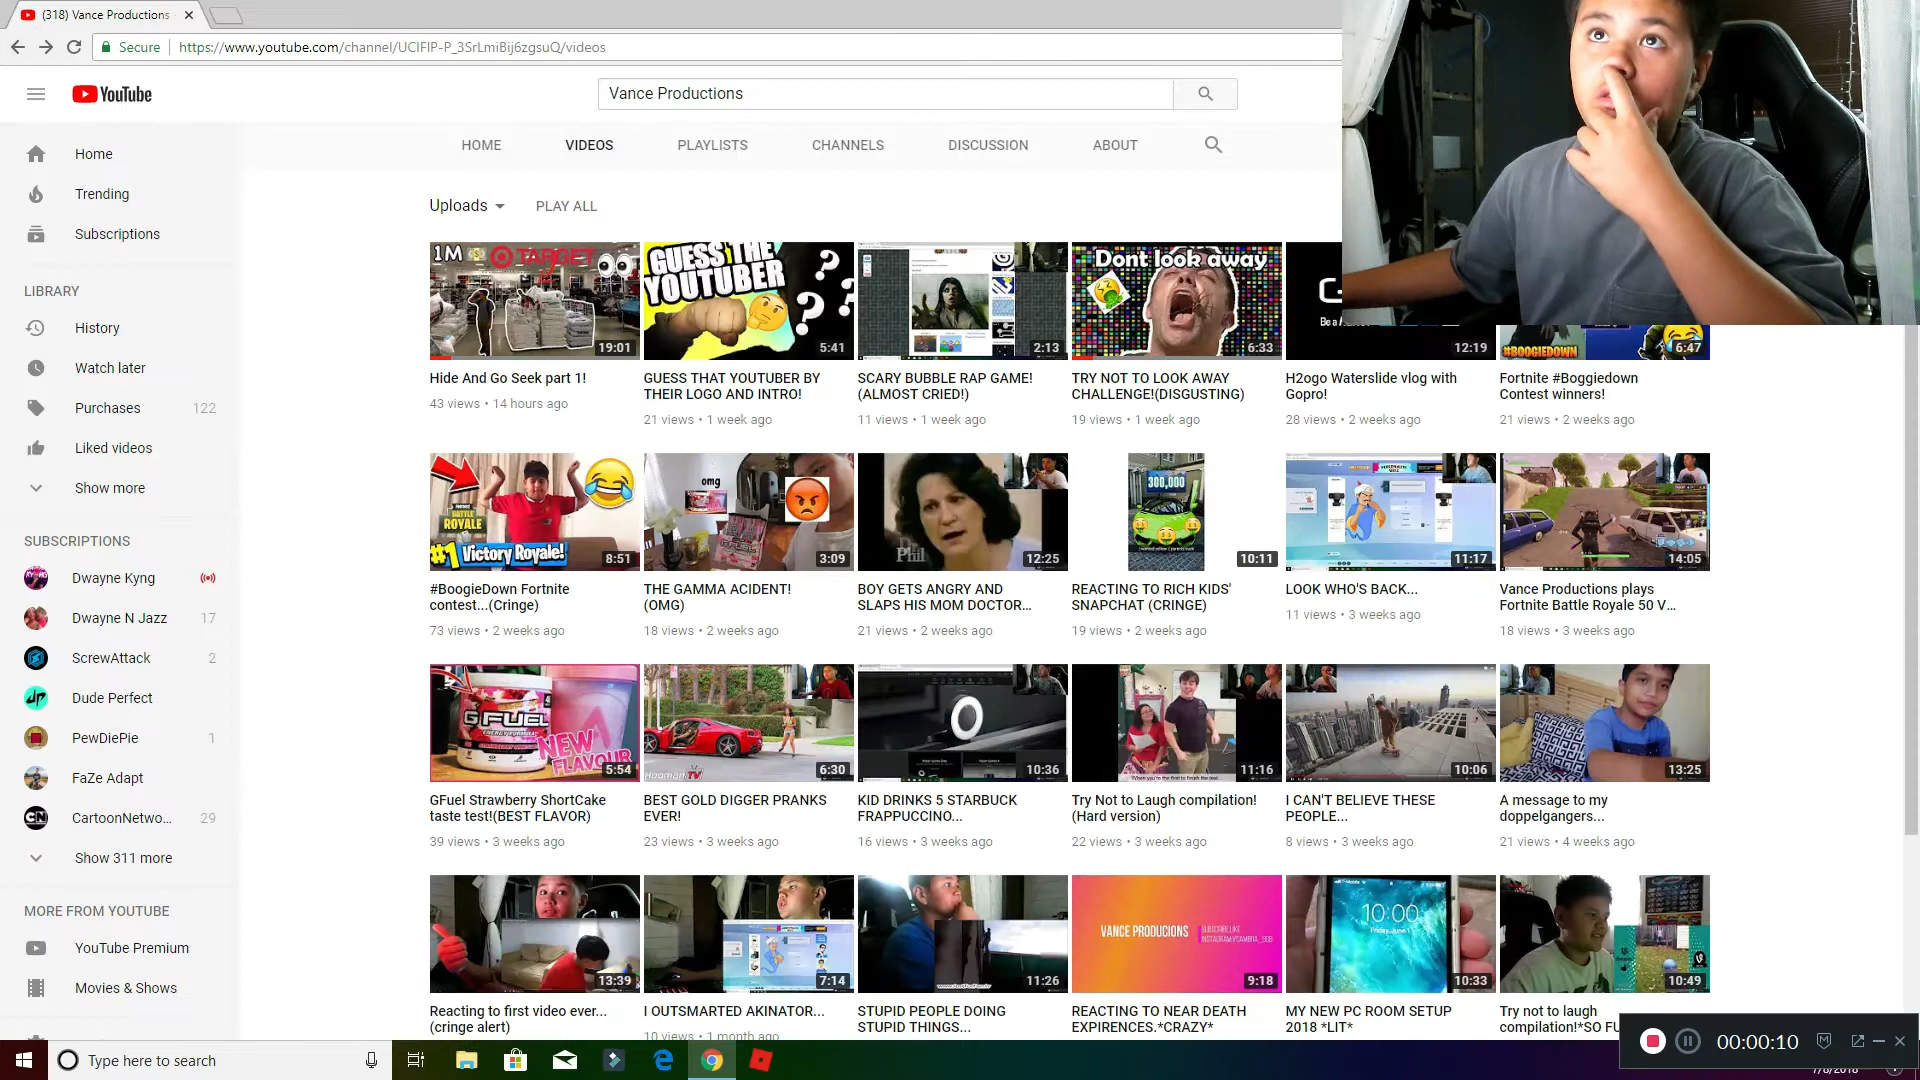 (318) Vance Productions
Secure
https://www.youtube.com/channel/UCIFIP-P_3SrLmiBij6zgsuQ/videos
YouTube
Vance Productions
HOME VIDEOS PLAYLISTS CHANNELS DISCUSSION ABOUT
Home
Trending
Subscriptions
LIBRARY
History
Watch later
Purchases 122
Liked videos
Show more
SUBSCRIPTIONS
Dwayne Kyng
Dwayne N Jazz 17
ScrewAttack 2
Dude Perfect
PewDiePie 1
FaZe Adapt
CartoonNetwo... 29
Show 311 more
MORE FROM YOUTUBE
YouTube Premium
Movies & Shows
Uploads PLAY ALL
1M TARGET
19:01
GUESS THE
YOUTUBER
5:41
2:13
Dont look away
6:33
12:19
#BOOGIEDOWN
6:47
Hide And Go Seek part 1!
43 views • 14 hours ago
GUESS THAT YOUTUBER BY
THEIR LOGO AND INTRO!
21 views • 1 week ago
SCARY BUBBLE RAP GAME!
(ALMOST CRIED!)
11 views • 1 week ago
TRY NOT TO LOOK AWAY
CHALLENGE!(DISGUSTING)
19 views • 1 week ago
H2ogo Waterslide vlog with
Gopro!
28 views • 2 weeks ago
Fortnite #Boggiedown
Contest winners!
21 views • 2 weeks ago
BATTLE
ROYALE
#1 Victory Royale!
8:51
omg
3:09
Phil
12:25
300,000
10:11
11:17
14:05
#BoogieDown Fortnite
contest...(Cringe)
73 views • 2 weeks ago
THE GAMMA ACIDENT!
(OMG)
18 views • 2 weeks ago
BOY GETS ANGRY AND
SLAPS HIS MOM DOCTOR...
21 views • 2 weeks ago
REACTING TO RICH KIDS'
SNAPCHAT (CRINGE)
19 views • 2 weeks ago
LOOK WHO'S BACK...
11 views • 3 weeks ago
Vance Productions plays
Fortnite Battle Royale 50 V...
18 views • 3 weeks ago
G FUEL
NEW
FLAVOUR
5:54
HoomanTV
6:30
10:36
11:16
10:06
13:25
GFuel Strawberry ShortCake
taste test!(BEST FLAVOR)
39 views • 3 weeks ago
BEST GOLD DIGGER PRANKS
EVER!
23 views • 3 weeks ago
KID DRINKS 5 STARBUCK
FRAPPUCCINO...
16 views • 3 weeks ago
Try Not to Laugh compilation!
(Hard version)
22 views • 3 weeks ago
I CAN'T BELIEVE THESE
PEOPLE...
8 views • 3 weeks ago
A message to my
doppelgangers...
21 views • 4 weeks ago
13:39
7:14
11:26
VANCE PRODUCIONS
9:18
10:00
10:33
10:49
Reacting to first video ever...
(cringe alert)
I OUTSMARTED AKINATOR...
10 views • 1 month ago
STUPID PEOPLE DOING
STUPID THINGS...
REACTING TO NEAR DEATH
EXPIRENCES.*CRAZY*
MY NEW PC ROOM SETUP
2018 *LIT*
Try not to laugh
compilation!*SO FU
00:00:10
Type here to search